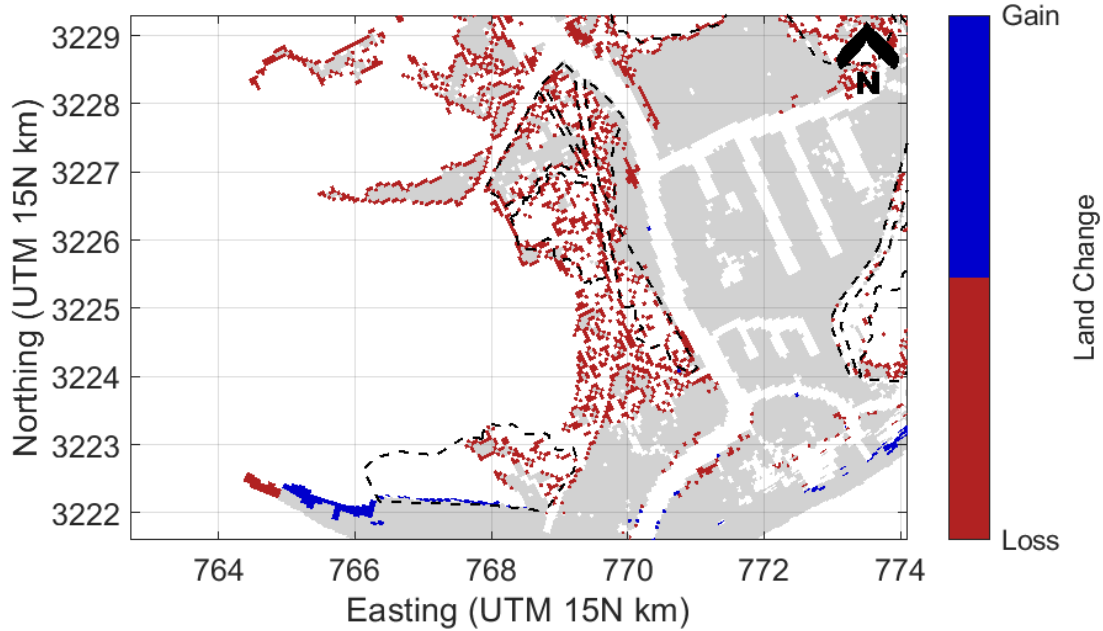 3229
3228
3227
3226
3225
3224
3223
3222
Northing (UTM 15N km)
764 766 768 770 772 774
Easting (UTM 15N km)
N
Gain
Loss
Land Change